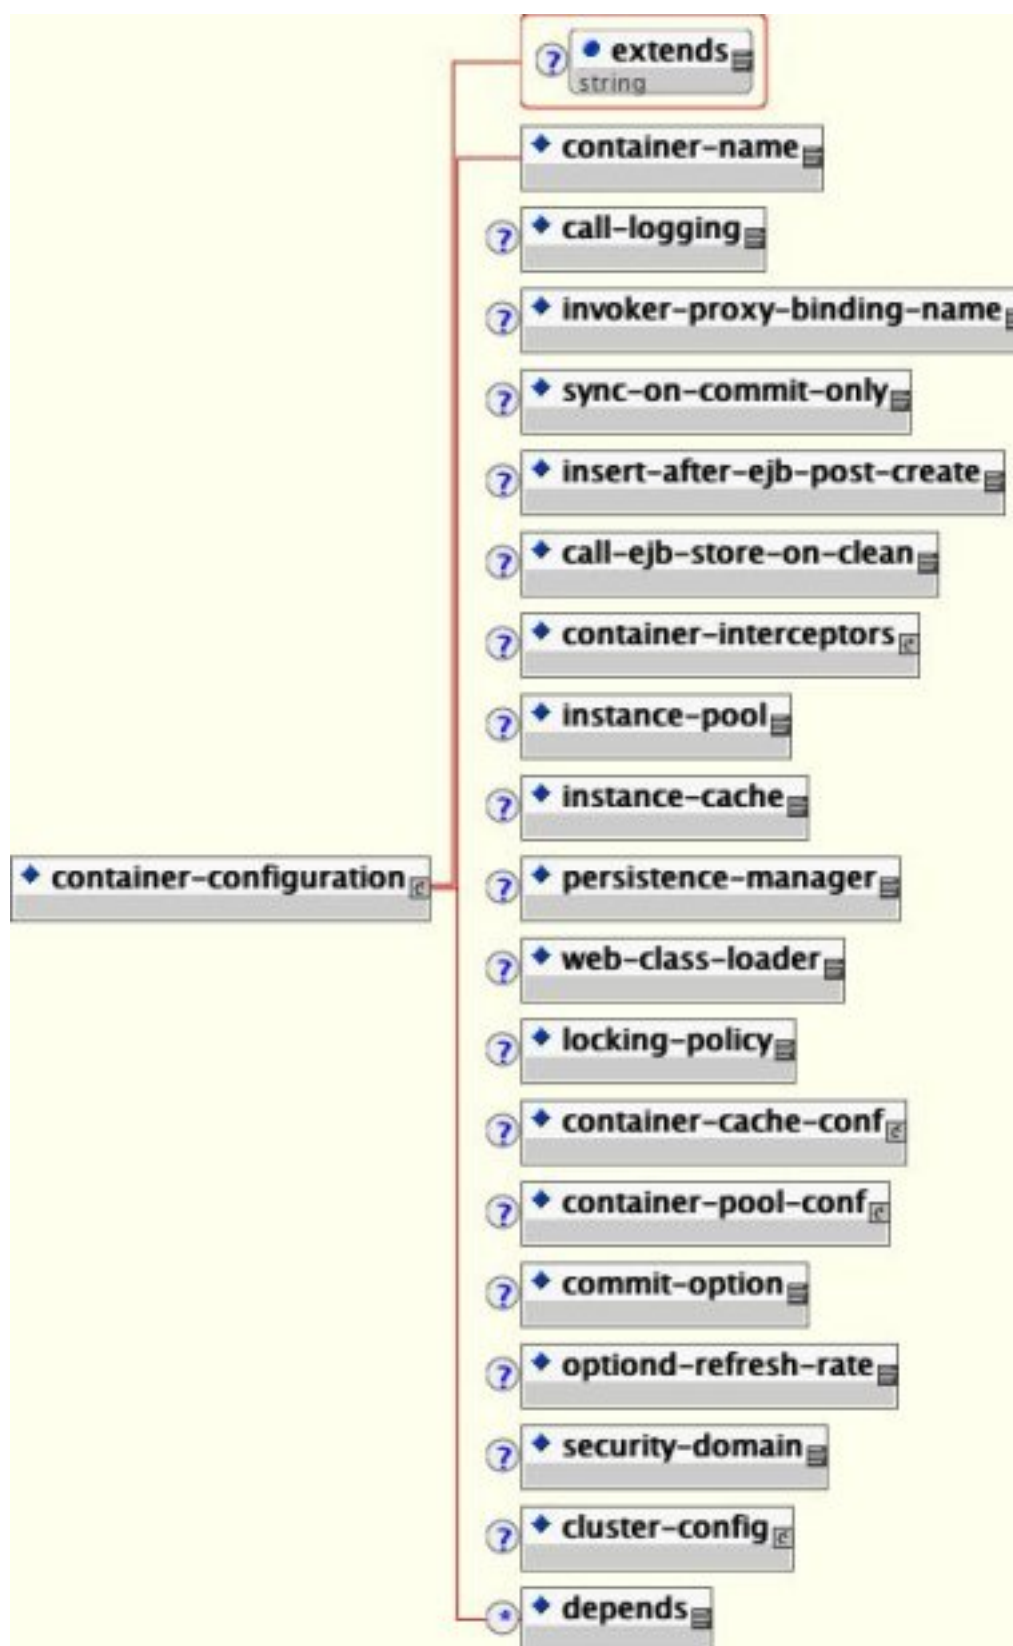 ? extends
string
container-name
? call-logging
? invoker-proxy-binding-name
? sync-on-commit-only
? insert-after-ejb-post-create
? call-ejb-store-on-clean
? container-interceptors
? instance-pool
? instance-cache
container-configuration
? persistence-manager
? web-class-loader
? locking-policy
? container-cache-conf
? container-pool-conf
? commit-option
? optiond-refresh-rate
? security-domain
? cluster-config
* depends